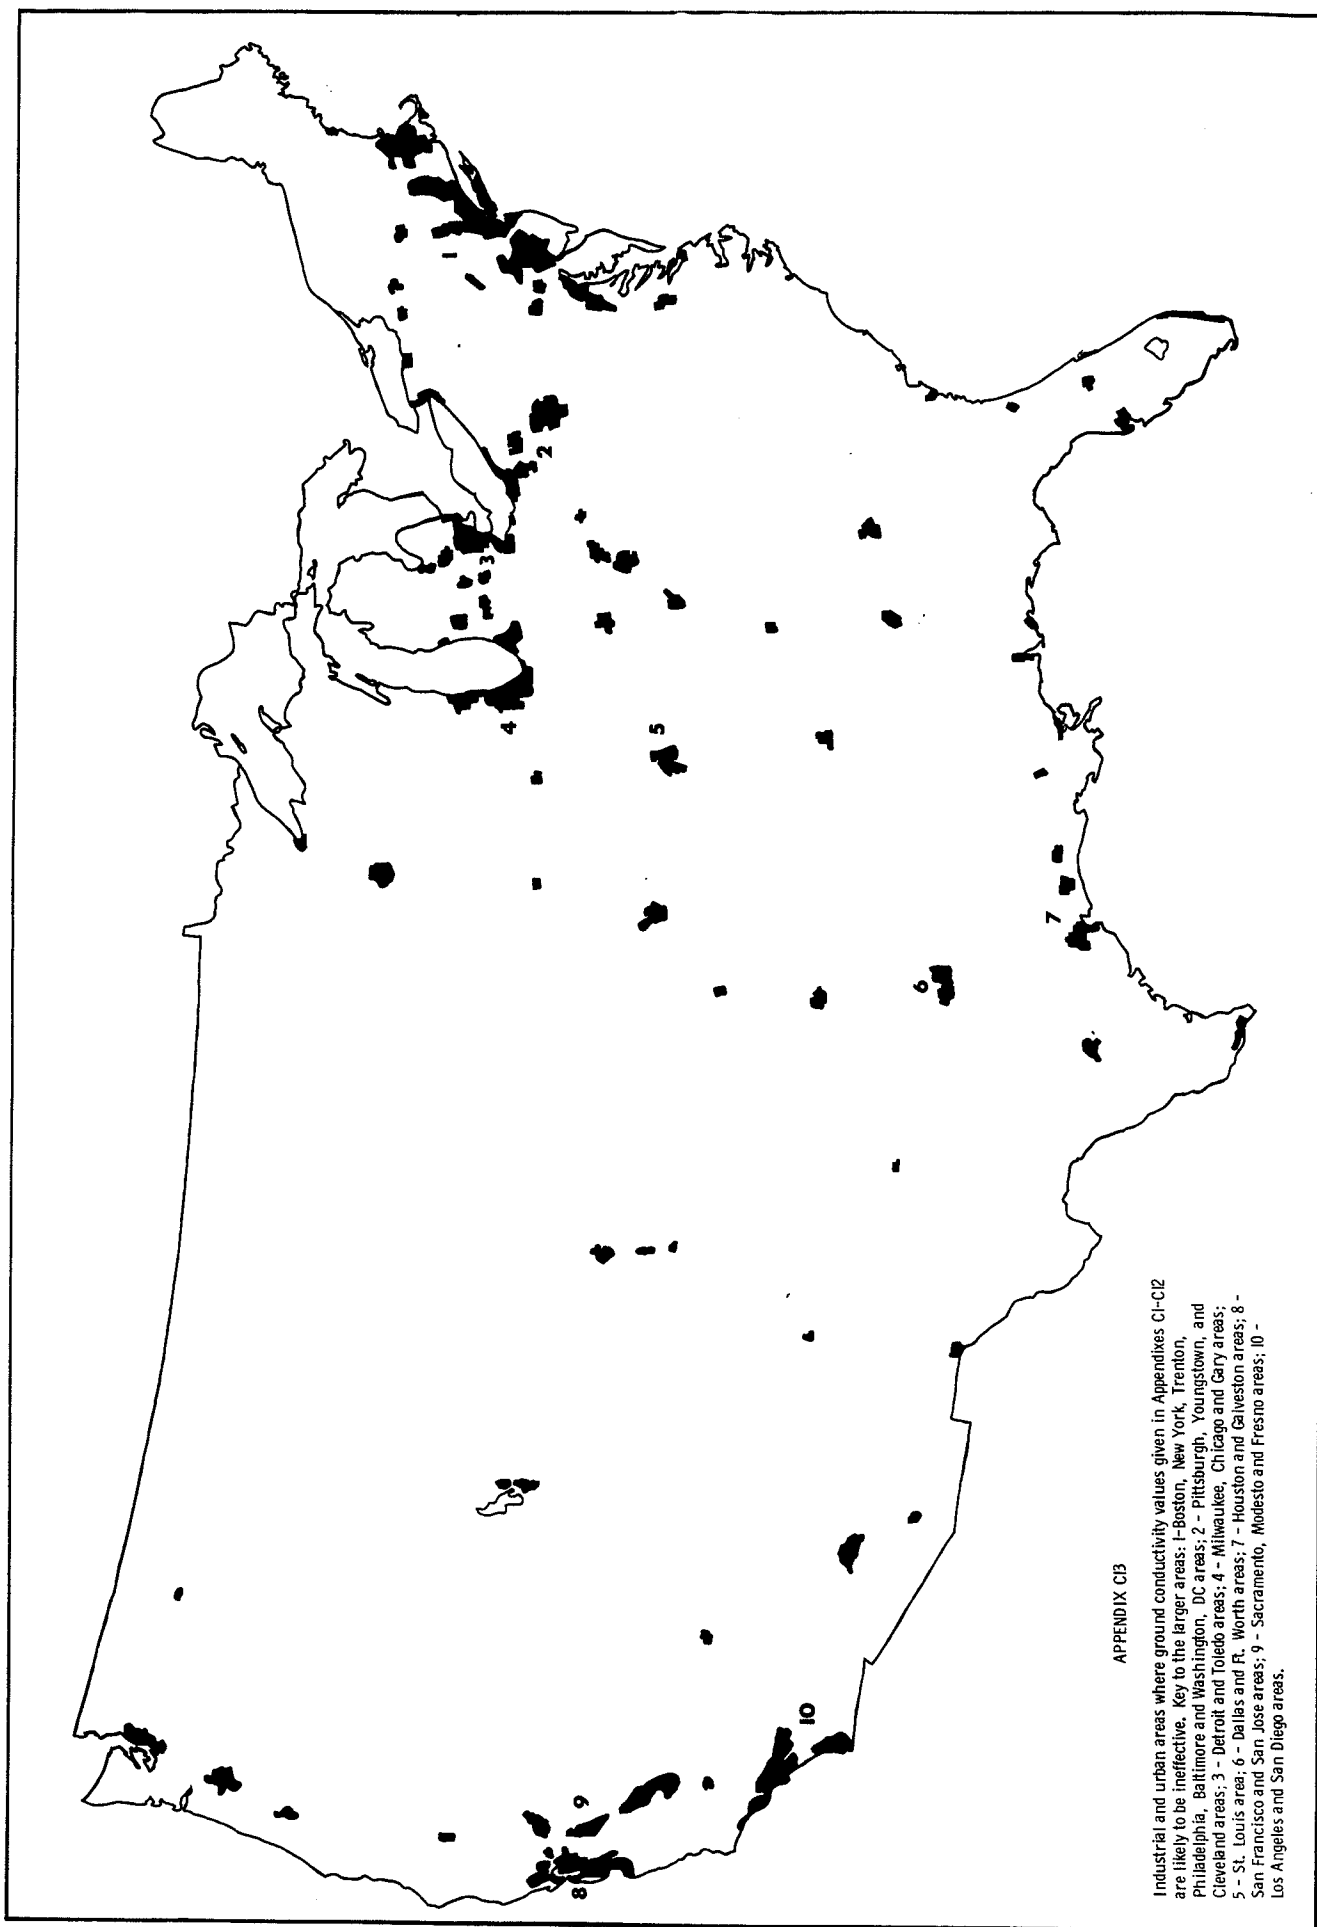 1
2
3
4
5
6
7
8
9
10
APPENDIX C13
Industrial and urban areas where ground conductivity values given in Appendixes C1-C12
are likely to be ineffective. Key to the larger areas: 1-Boston, New York, Trenton,
Philadelphia, Baltimore and Washington, DC areas; 2 - Pittsburgh, Youngstown, and
Cleveland areas; 3 - Detroit and Toledo areas; 4 - Milwaukee, Chicago and Gary areas;
5 - St. Louis area; 6 - Dallas and Ft. Worth areas; 7 - Houston and Galveston areas; 8 -
San Francisco and San Jose areas; 9 - Sacramento, Modesto and Fresno areas; 10 -
Los Angeles and San Diego areas.